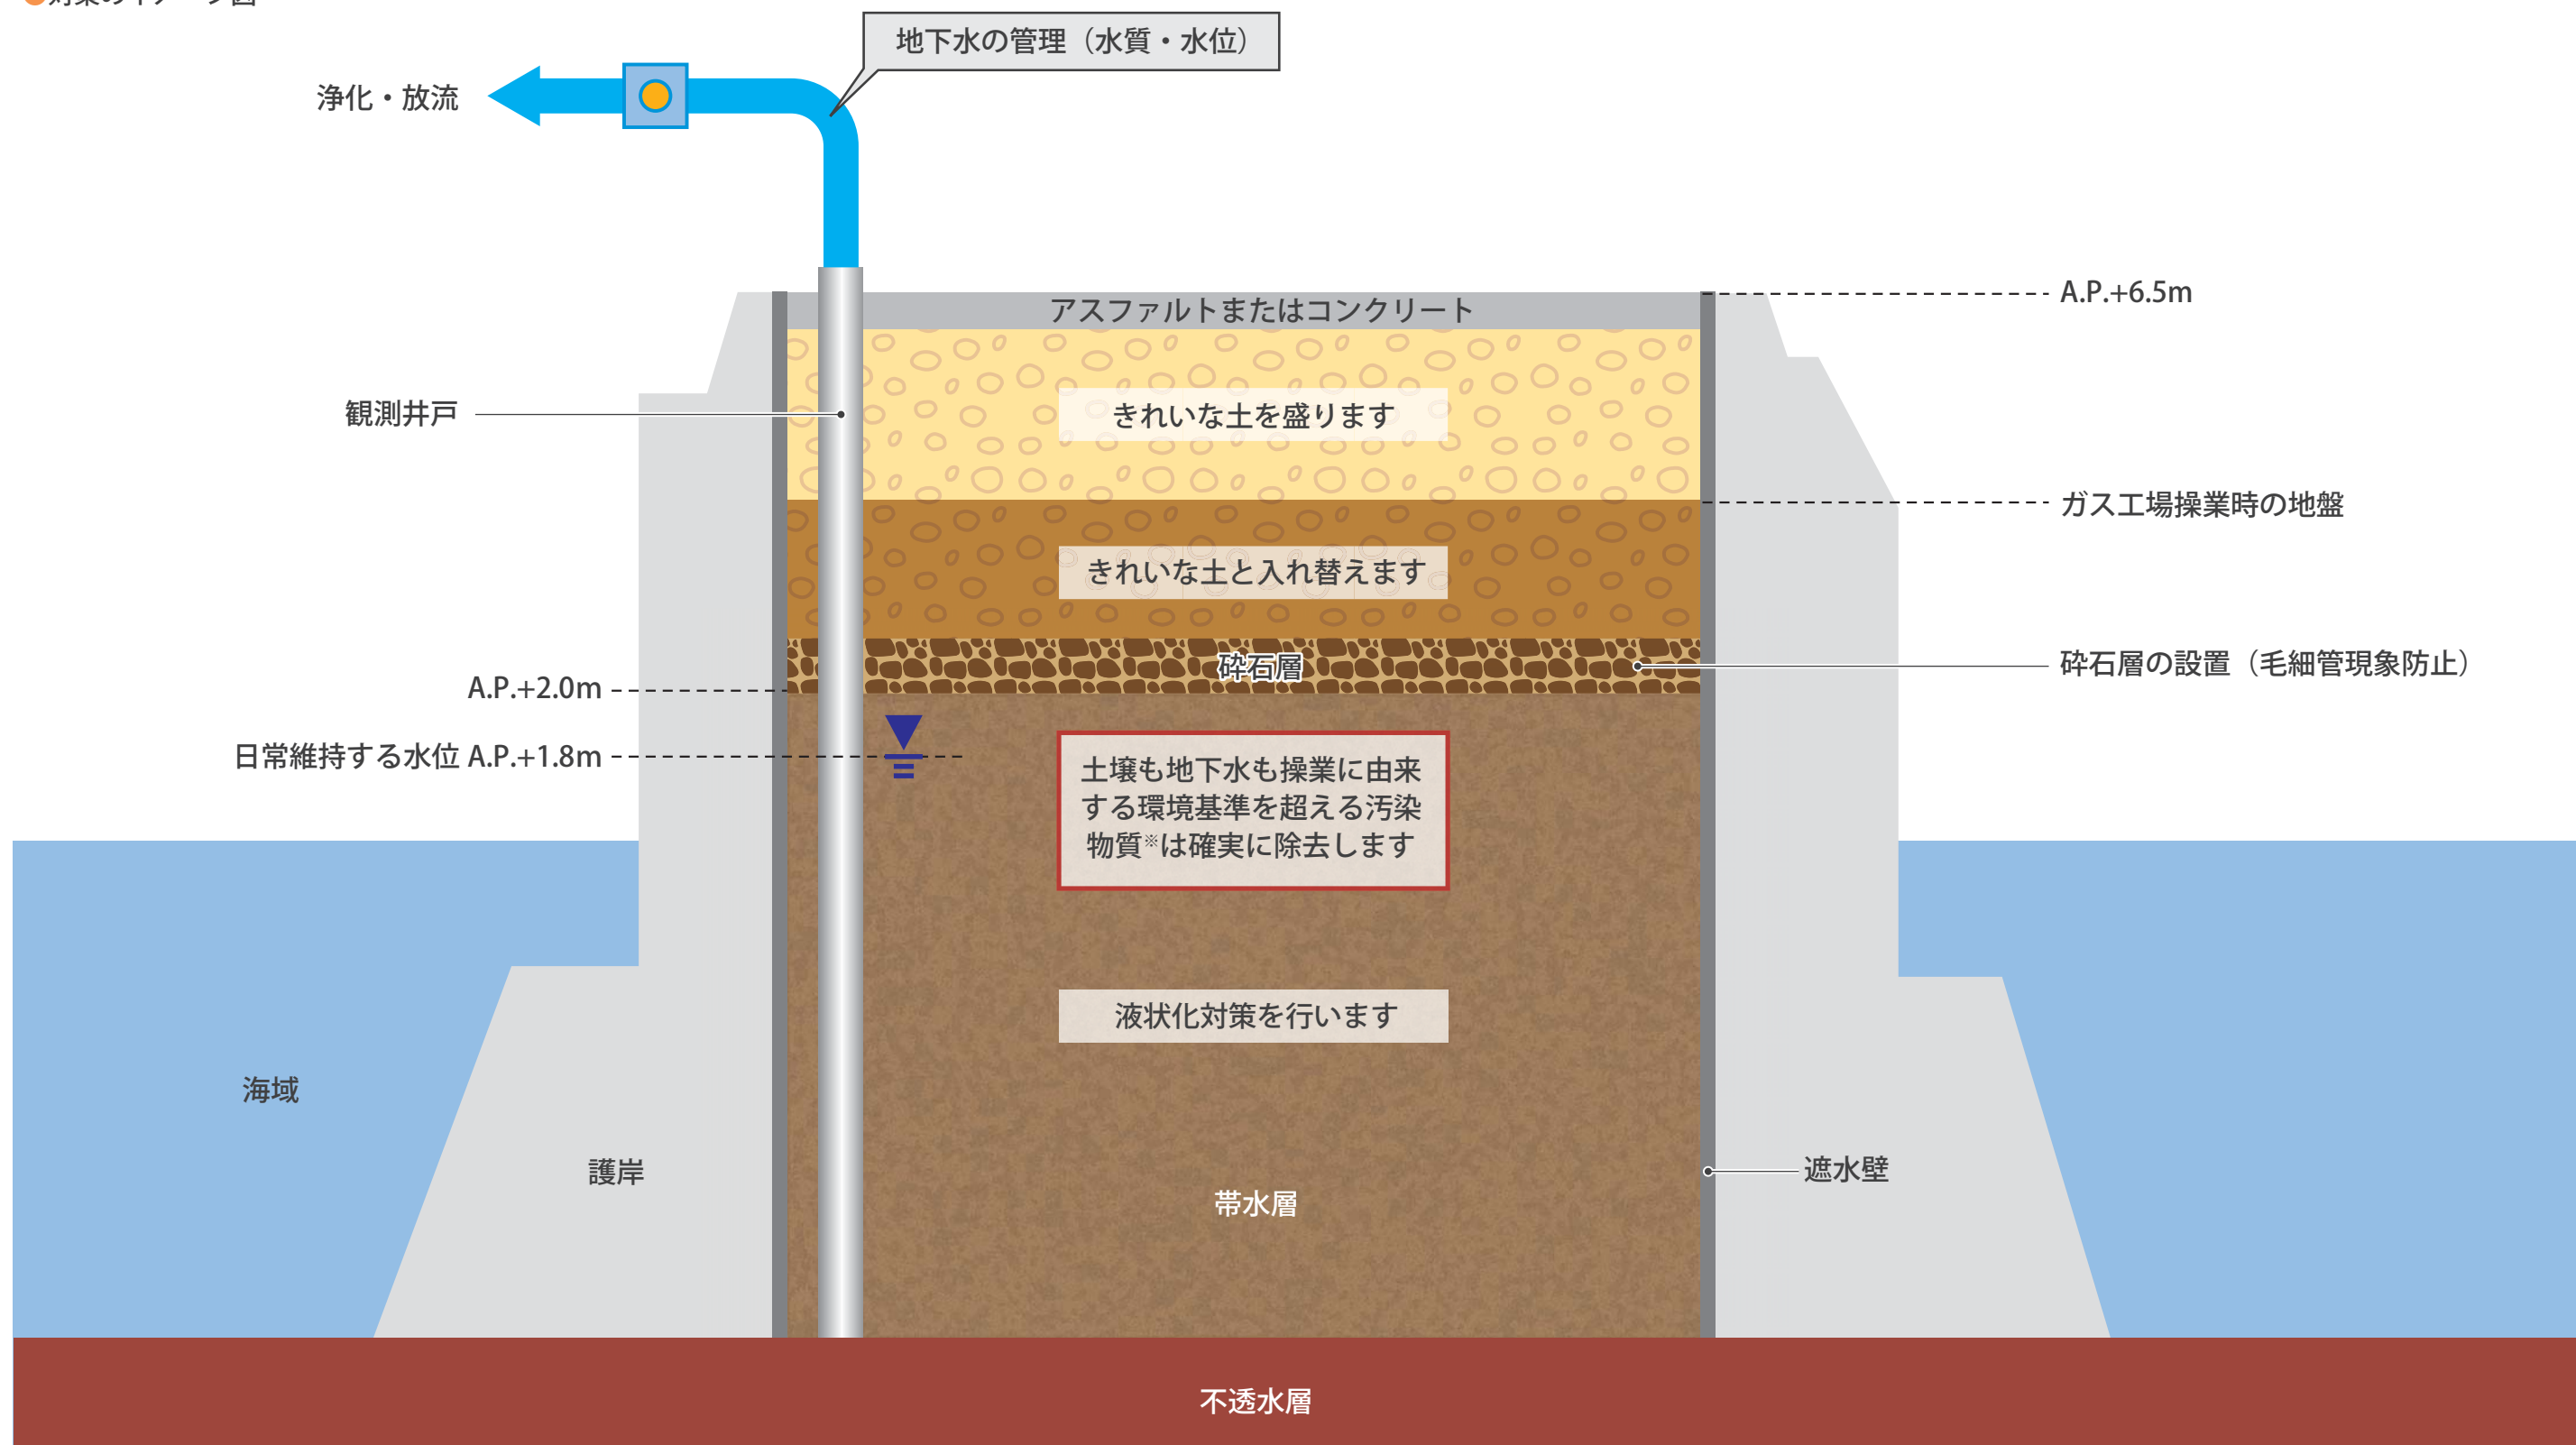 地下水の管理（水質・水位）
浄化・放流
アスファルトまたはコンクリート
A.P.+6.5m
観測井戸
きれいな土を盛ります
ガス工場操業時の地盤
きれいな土と入れ替えます
砕石層
砕石層の設置（毛細管現象防止）
A.P.+2.0m
日常維持する水位 A.P.+1.8m
土壌も地下水も操業に由来
する環境基準を超える汚染
物質※は確実に除去します
液状化対策を行います
海域
護岸
遮水壁
帯水層
不透水層